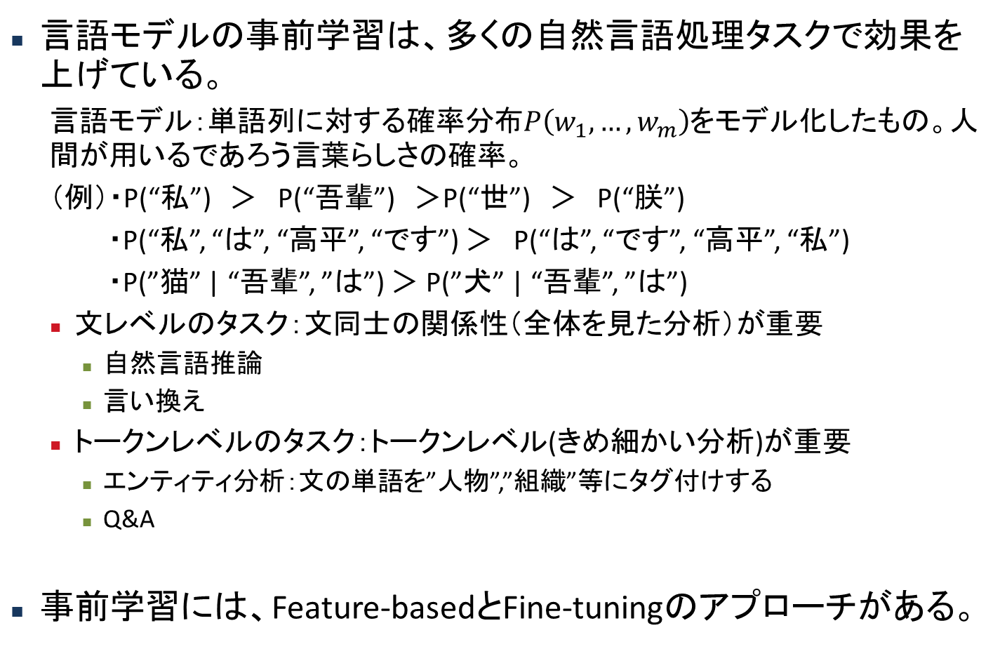 言語モデルの事前学習は、多くの自然言語処理タスクで効果を
上げている。
言語モデル：単語列に対する確率分布P(w₁, … , wₘ)をモデル化したもの。人
間が用いるであろう言葉らしさの確率。
（例）・P(“私”) ＞ P(“吾輩”) ＞P(“世”) ＞ P(“朕”)
・P(“私”, “は”, “高平”, “です”) ＞ P(“は”, “です”, “高平”, “私”)
・P(”猫” | “吾輩”, ”は”) ＞ P(”犬” | “吾輩”, ”は”)
文レベルのタスク：文同士の関係性（全体を見た分析）が重要
自然言語推論
言い換え
トークンレベルのタスク：トークンレベル(きめ細かい分析)が重要
エンティティ分析：文の単語を”人物”,”組織”等にタグ付けする
Q&A
事前学習には、Feature-basedとFine-tuningのアプローチがある。